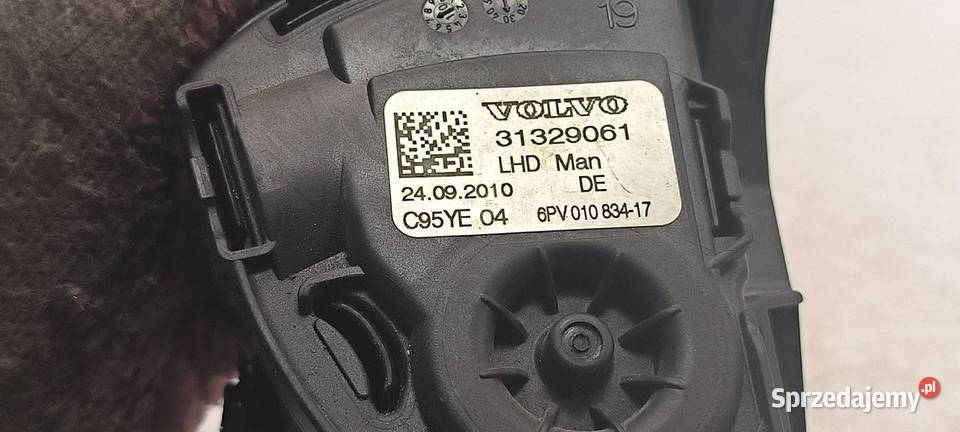 19
VOLVO
31329061
LHD Man
24.09.2010 DE
C95YE 04 6PV 010 834-17
Sprzedajemy .pl